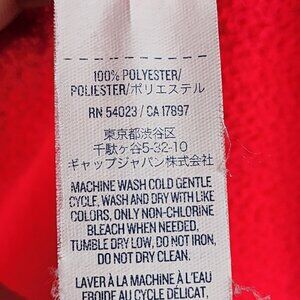 100% POLYESTER/
POLIESTER/ポリエステル
RN 54023 / CA 17897
東京都渋谷区
千駄ヶ谷5-32-10
ギャップジャパン株式会社
MACHINE WASH COLD GENTLE
CYCLE, WASH AND DRY WITH LIKE
COLORS, ONLY NON-CHLORINE
BLEACH WHEN NEEDED,
TUMBLE DRY LOW, DO NOT IRON,
DO NOT DRY CLEAN.
LAVER À LA MACHINE À L'EAU
FROIDE AU CYCLE DÉLICAT,